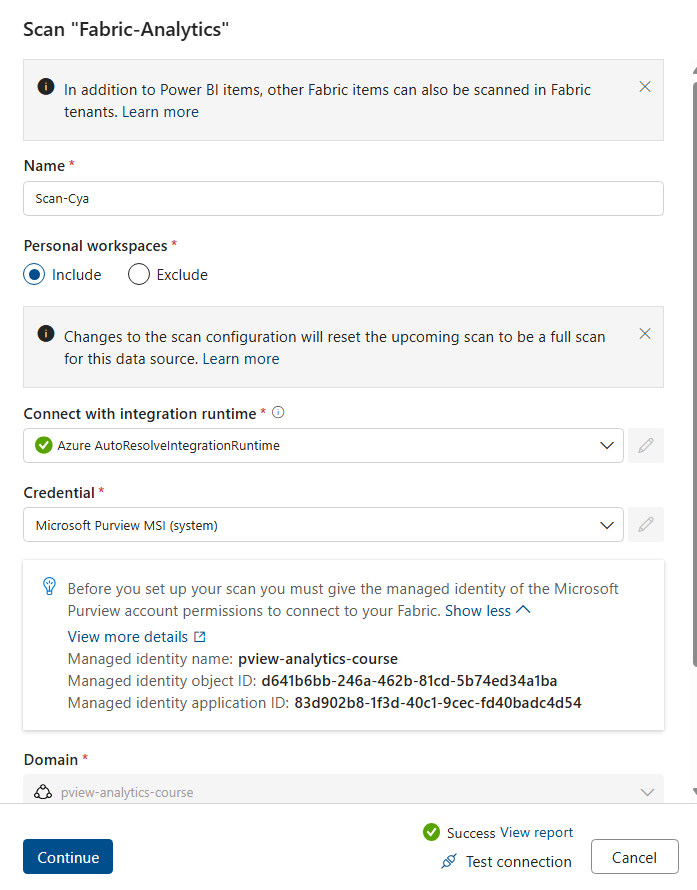 Scan "Fabric-Analytics"
In addition to Power BI items, other Fabric items can also be scanned in Fabric
tenants. Learn more
Name *
Scan-Cya
Personal workspaces *
Include Exclude
Changes to the scan configuration will reset the upcoming scan to be a full scan
for this data source. Learn more
Connect with integration runtime *
Azure AutoResolveIntegrationRuntime
Credential *
Microsoft Purview MSI (system)
Before you set up your scan you must give the managed identity of the Microsoft
Purview account permissions to connect to your Fabric. Show less
View more details
Managed identity name: pview-analytics-course
Managed identity object ID: d641b6bb-246a-462b-81cd-5b74ed34a1ba
Managed identity application ID: 83d902b8-1f3d-40c1-9cec-fd40badc4d54
Domain *
pview-analytics-course
Success View report
Continue
Test connection
Cancel